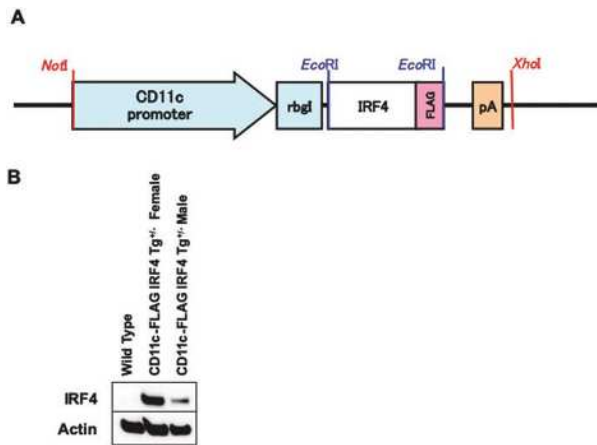 A
NotI
EcoRI
EcoRI
XhoI
CD11c
promoter
rbgI
IRF4
FLAG
pA
B
Wild Type
CD11c-FLAG IRF4 Tg+/- Female
CD11c-FLAG IRF4 Tg+/- Male
IRF4
Actin